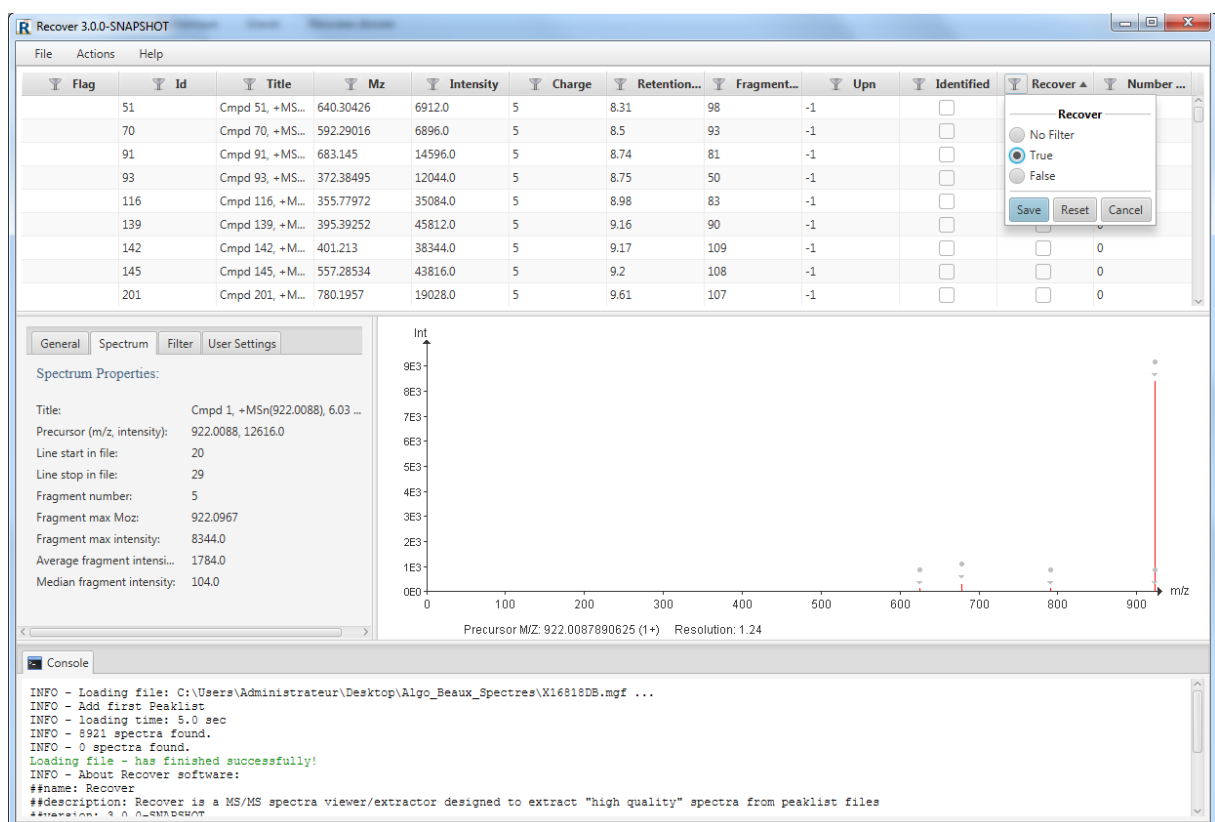 Recover 3.0.0-SNAPSHOT
File Actions Help
Flag Id Title Mz Intensity Charge Retention... Fragment... Upn Identified Recover Number ...
51 Cmpd 51, +MS... 640.30426 6912.0 5 8.31 98 -1
70 Cmpd 70, +MS... 592.29016 6896.0 5 8.5 93 -1
91 Cmpd 91, +MS... 683.145 14596.0 5 8.74 81 -1
93 Cmpd 93, +MS... 372.38495 12044.0 5 8.75 50 -1
116 Cmpd 116, +M... 355.77972 35084.0 5 8.98 83 -1
139 Cmpd 139, +M... 395.39252 45812.0 5 9.16 90 -1 0
142 Cmpd 142, +M... 401.213 38344.0 5 9.17 109 -1 0
145 Cmpd 145, +M... 557.28534 43816.0 5 9.2 108 -1 0
201 Cmpd 201, +M... 780.1957 19028.0 5 9.61 107 -1 0
Recover
No Filter
True
False
Save Reset Cancel
General Spectrum Filter User Settings
Spectrum Properties:
Title: Cmpd 1, +MSn(922.0088), 6.03 ...
Precursor (m/z, intensity): 922.0088, 12616.0
Line start in file: 20
Line stop in file: 29
Fragment number: 5
Fragment max Moz: 922.0967
Fragment max intensity: 8344.0
Average fragment intensi... 1784.0
Median fragment intensity: 104.0
Int
9E3
8E3
7E3
6E3
5E3
4E3
3E3
2E3
1E3
0E0
0 100 200 300 400 500 600 700 800 900 m/z
Precursor M/Z: 922.0087890625 (1+) Resolution: 1.24
Console
INFO - Loading file: C:\Users\Administrateur\Desktop\Algo_Beaux_Spectres\X16818DB.mgf ...
INFO - Add first Peaklist
INFO - loading time: 5.0 sec
INFO - 8921 spectra found.
INFO - 0 spectra found.
Loading file - has finished successfully!
INFO - About Recover software:
##name: Recover
##description: Recover is a MS/MS spectra viewer/extractor designed to extract "high quality" spectra from peaklist files
##version: 3.0.0-SNAPSHOT